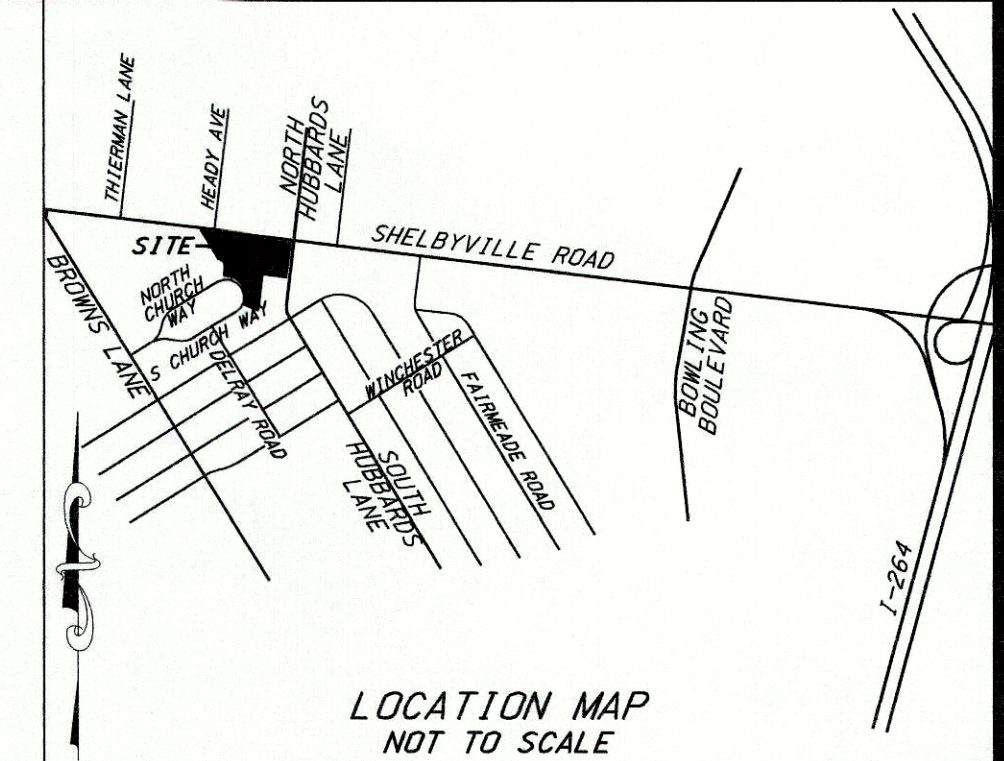 THIERMAN LANE
HEADY AVE
NORTH
HUBBARDS
LANE
SHELBYVILLE ROAD
SITE
BROWNS LANE
NORTH
CHURCH
WAY
S CHURCH WAY
DELRAY ROAD
WINCHESTER
ROAD
FAIRMEADE ROAD
SOUTH
HUBBARDS
LANE
BOWLING
BOULEVARD
I-264
LOCATION MAP
NOT TO SCALE